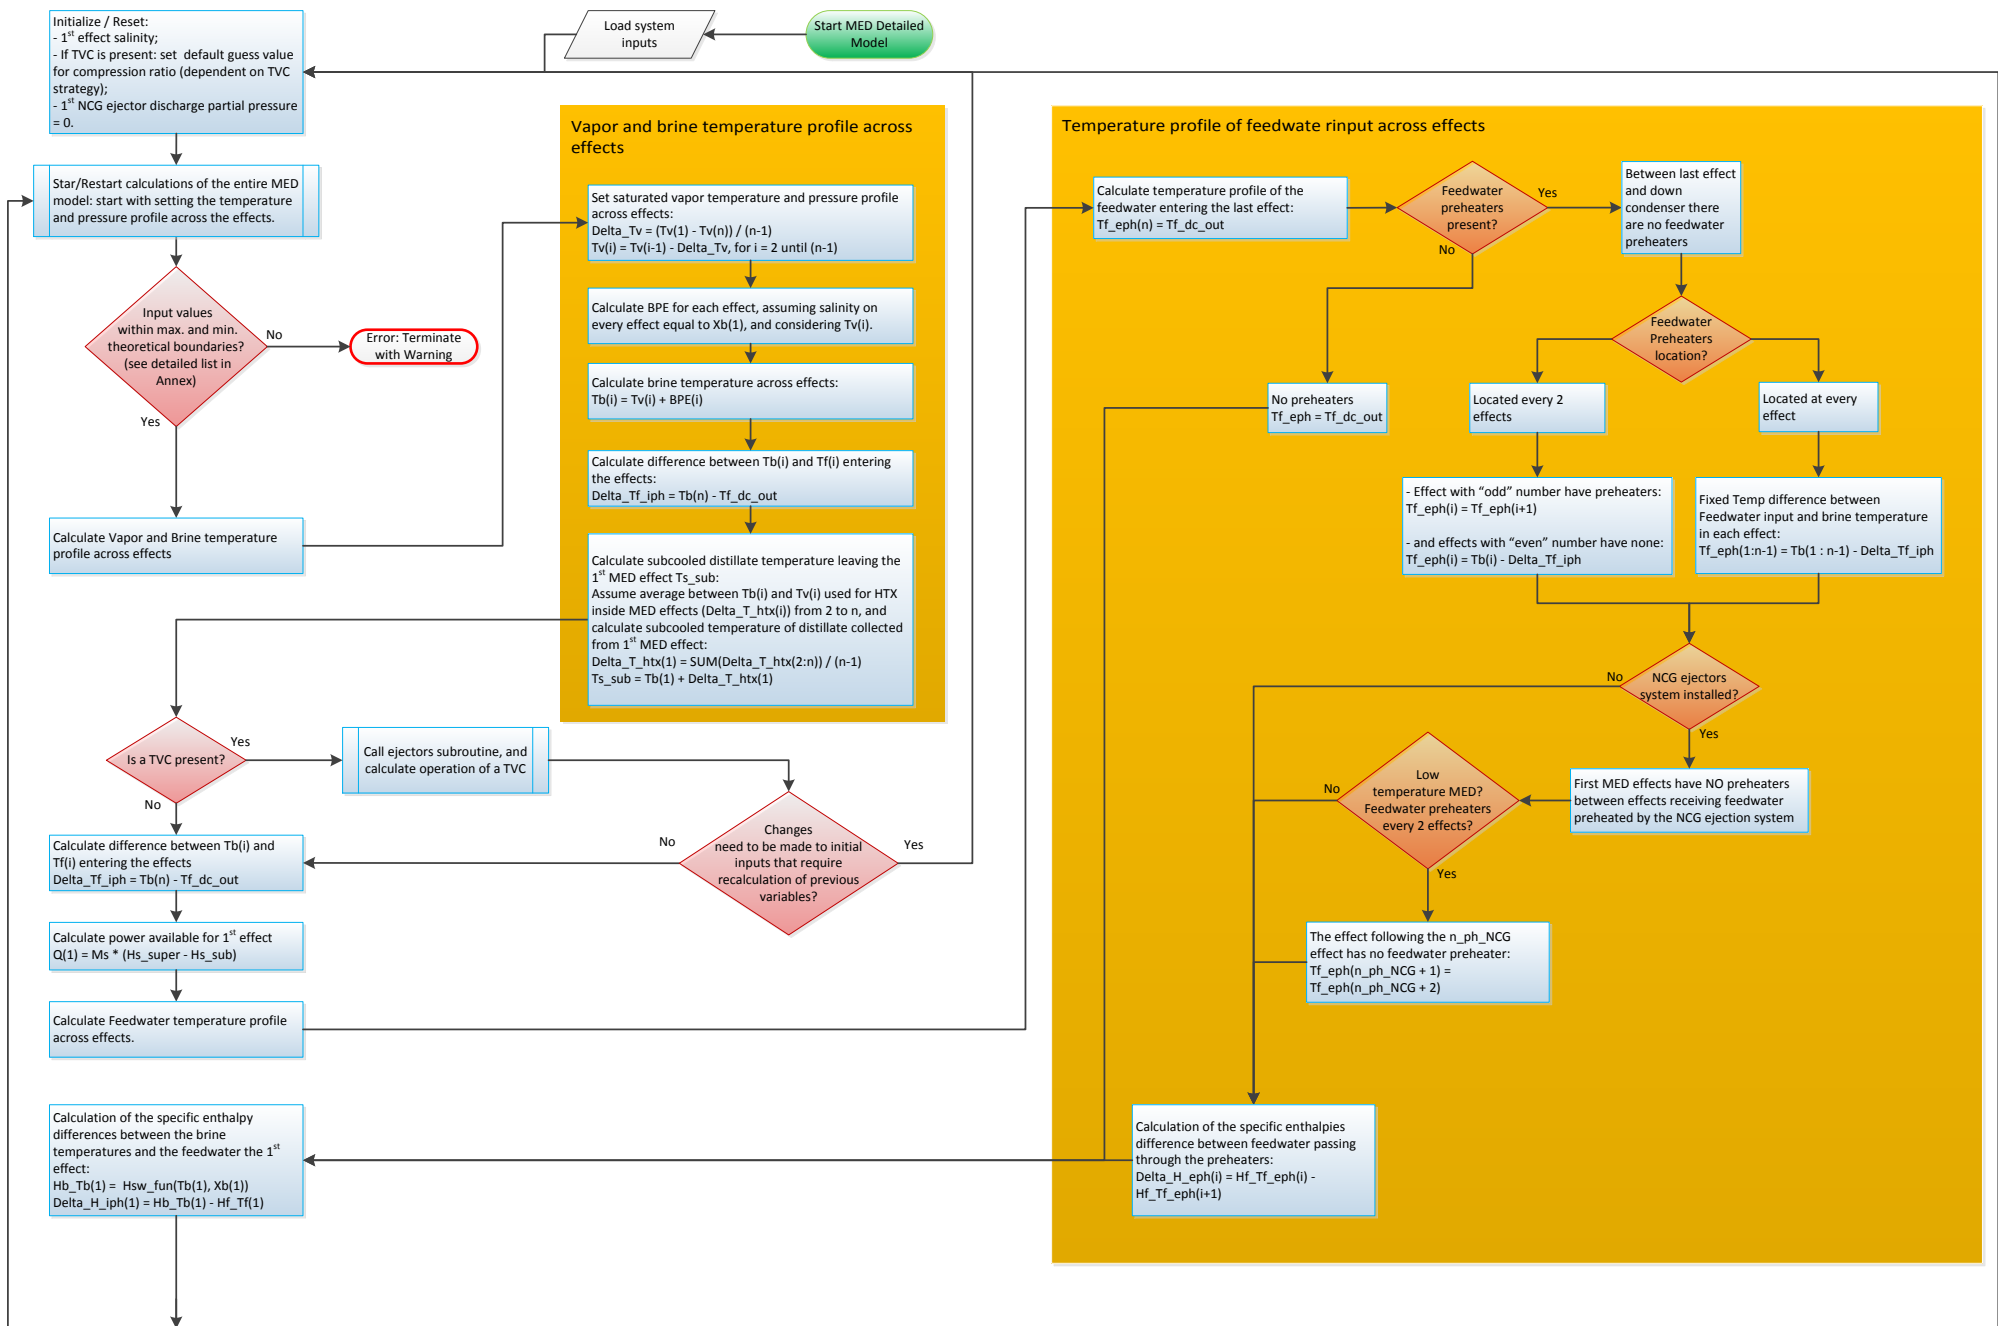 Initialize / Reset:
- 1st effect salinity;
- If TVC is present: set default guess value
for compression ratio (dependent on TVC
strategy);
- 1st NCG ejector discharge partial pressure
= 0.
Load system
inputs
Start MED Detailed
Model
Star/Restart calculations of the entire MED
model: start with setting the temperature
and pressure profile across the effects.
Input values
within max. and min.
theoretical boundaries?
(see detailed list in
Annex)
No
Error: Terminate
with Warning
Yes
Calculate Vapor and Brine temperature
profile across effects
Vapor and brine temperature profile across
effects
Set saturated vapor temperature and pressure profile
across effects:
Delta_Tv = (Tv(1) - Tv(n)) / (n-1)
Tv(i) = Tv(i-1) - Delta_Tv, for i = 2 until (n-1)
Calculate BPE for each effect, assuming salinity on
every effect equal to Xb(1), and considering Tv(i).
Calculate brine temperature across effects:
Tb(i) = Tv(i) + BPE(i)
Calculate difference between Tb(i) and Tf(i) entering
the effects:
Delta_Tf_iph = Tb(n) - Tf_dc_out
Calculate subcooled distillate temperature leaving the
1st MED effect Ts_sub:
Assume average between Tb(i) and Tv(i) used for HTX
inside MED effects (Delta_T_htx(i)) from 2 to n, and
calculate subcooled temperature of distillate collected
from 1st MED effect:
Delta_T_htx(1) = SUM(Delta_T_htx(2:n)) / (n-1)
Ts_sub = Tb(1) + Delta_T_htx(1)
Is a TVC present?
Yes
No
Call ejectors subroutine, and
calculate operation of a TVC
Changes
need to be made to initial
inputs that require
recalculation of previous
variables?
No
Yes
Calculate difference between Tb(i) and
Tf(i) entering the effects
Delta_Tf_iph = Tb(n) - Tf_dc_out
Calculate power available for 1st effect
Q(1) = Ms * (Hs_super - Hs_sub)
Calculate Feedwater temperature profile
across effects.
Calculation of the specific enthalpy
differences between the brine
temperatures and the feedwater the 1st
effect:
Hb_Tb(1) = Hsw_fun(Tb(1), Xb(1))
Delta_H_iph(1) = Hb_Tb(1) - Hf_Tf(1)
Temperature profile of feedwate rinput across effects
Calculate temperature profile of the
feedwater entering the last effect:
Tf_eph(n) = Tf_dc_out
Feedwater
preheaters
present?
Yes
No
Between last effect
and down
condenser there
are no feedwater
preheaters
Feedwater
Preheaters
location?
No preheaters
Tf_eph = Tf_dc_out
Located every 2
effects
Located at every
effect
- Effect with “odd” number have preheaters:
Tf_eph(i) = Tf_eph(i+1)
- and effects with “even” number have none:
Tf_eph(i) = Tb(i) - Delta_Tf_iph
Fixed Temp difference between
Feedwater input and brine temperature
in each effect:
Tf_eph(1:n-1) = Tb(1 : n-1) - Delta_Tf_iph
NCG ejectors
system installed?
No
Yes
First MED effects have NO preheaters
between effects receiving feedwater
preheated by the NCG ejection system
Low
temperature MED?
Feedwater preheaters
every 2 effects?
No
Yes
The effect following the n_ph_NCG
effect has no feedwater preheater:
Tf_eph(n_ph_NCG + 1) =
Tf_eph(n_ph_NCG + 2)
Calculation of the specific enthalpies
difference between feedwater passing
through the preheaters:
Delta_H_eph(i) = Hf_Tf_eph(i) -
Hf_Tf_eph(i+1)